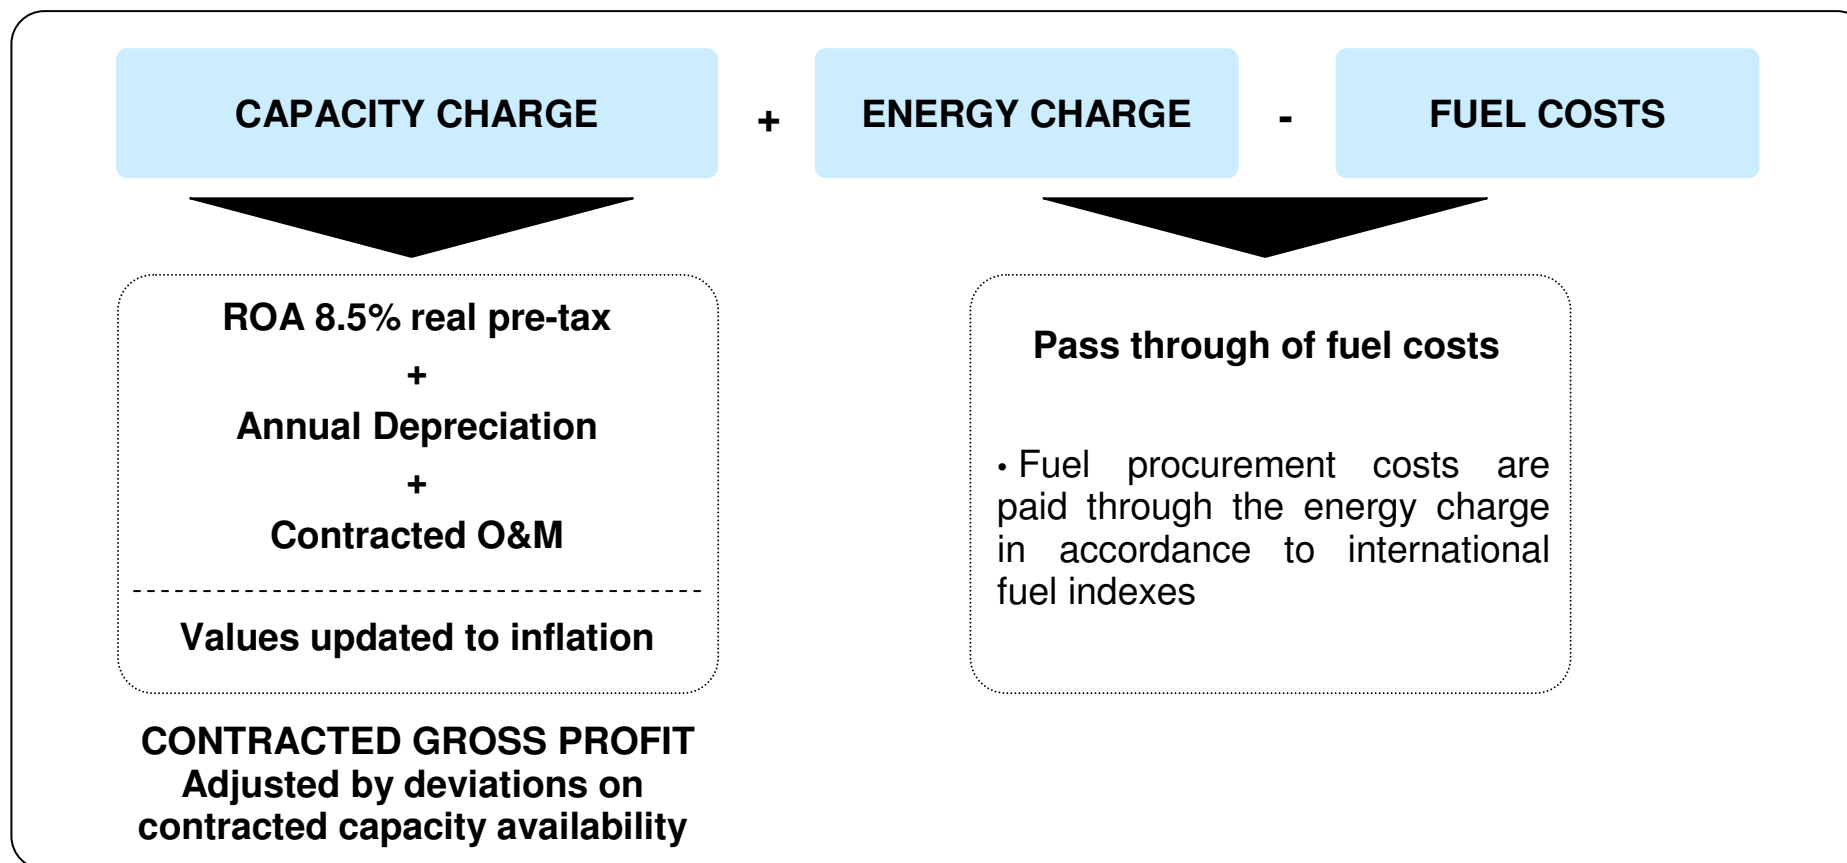 CAPACITY CHARGE + ENERGY CHARGE - FUEL COSTS
ROA 8.5% real pre-tax
+
Annual Depreciation
+
Contracted O&M
Values updated to inflation
CONTRACTED GROSS PROFIT
Adjusted by deviations on
contracted capacity availability
Pass through of fuel costs
• Fuel procurement costs are
paid through the energy charge
in accordance to international
fuel indexes